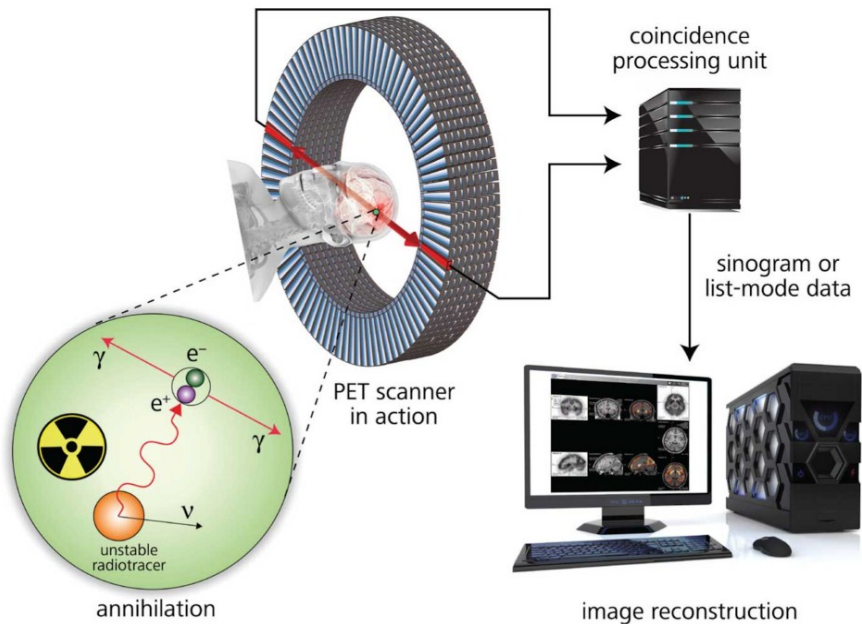 coincidence
processing unit
PET scanner
in action
sinogram or
list-mode data
γ
e⁻
e⁺
γ
ν
unstable
radiotracer
annihilation
image reconstruction